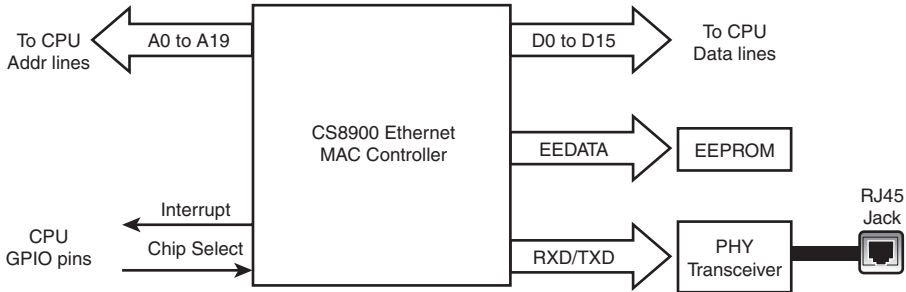 To CPU
Addr lines
A0 to A19
D0 to D15
To CPU
Data lines
CS8900 Ethernet
MAC Controller
EEDATA
EEPROM
Interrupt
CPU
GPIO pins
Chip Select
RXD/TXD
PHY
Transceiver
RJ45
Jack